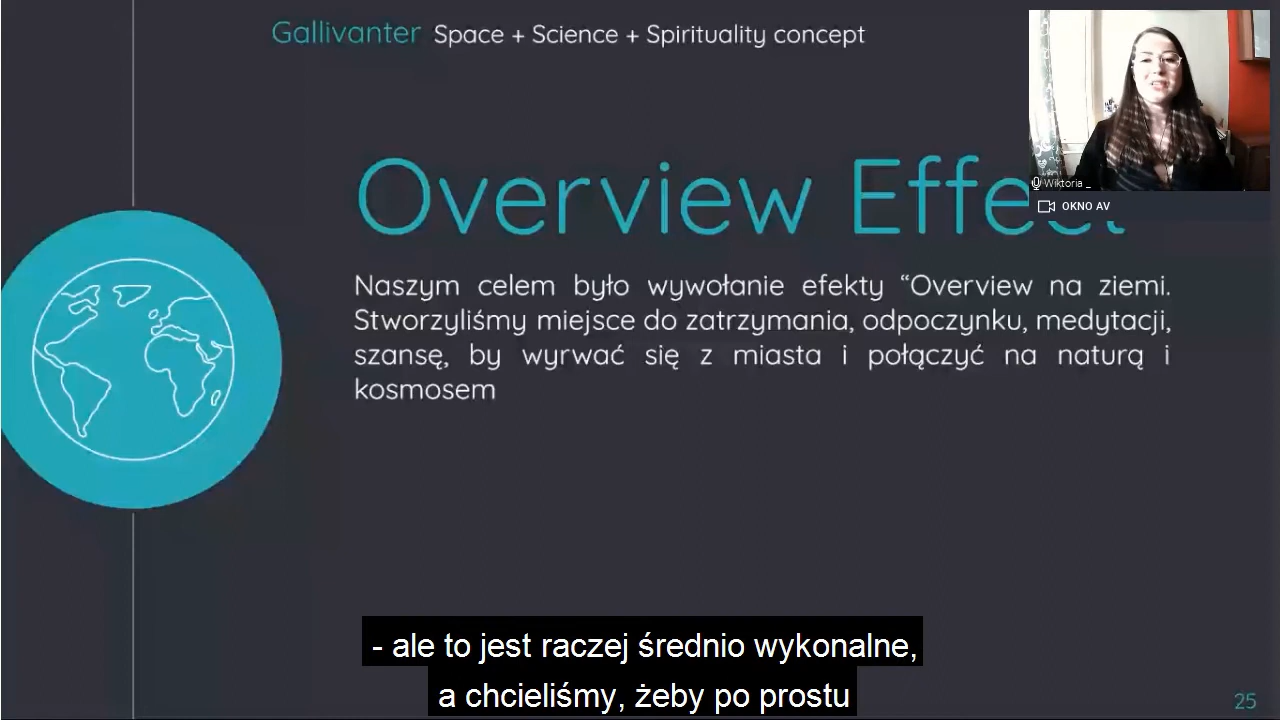 Gallivanter Space + Science + Spirituality concept
Wiktoria _
OKNO AV
Overview
Naszym celem było wywołanie efekty “Overview na ziemi.
Stworzyliśmy miejsce do zatrzymania, odpoczynku, medytacji,
szansę, by wyrwać się z miasta i połączyć na naturą i
kosmosem
- ale to jest raczej średnio wykonalne,
a chcieliśmy, żeby po prostu
25